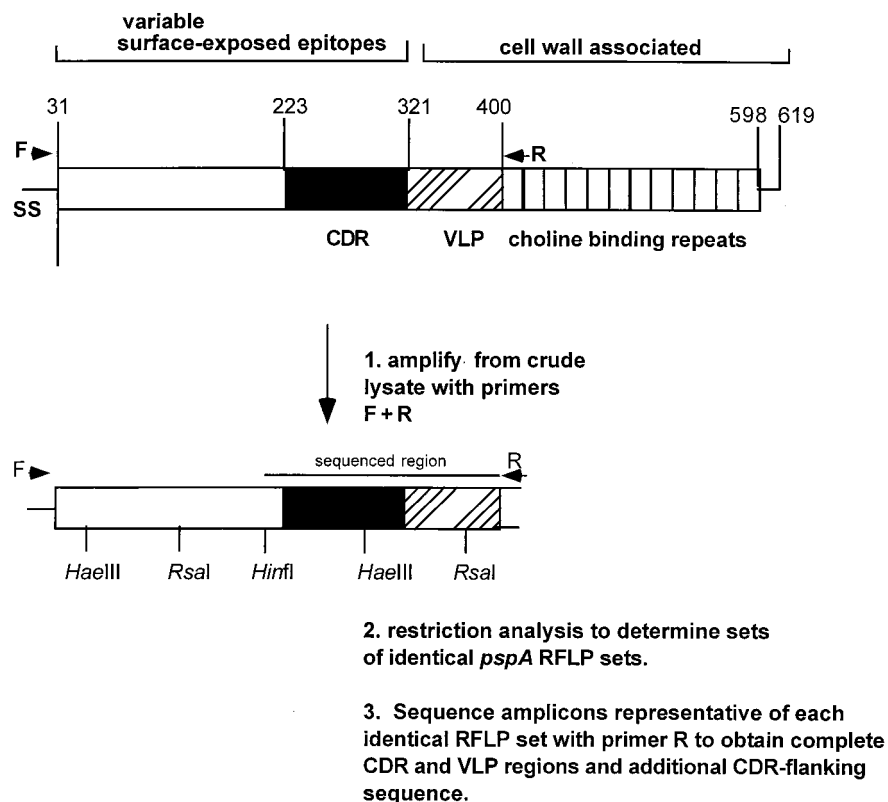 variable
surface-exposed epitopes
cell wall associated
31
223
321
400
598
619
F
R
SS
CDR
VLP
choline binding repeats
1. amplify from crude
lysate with primers
F + R
F
sequenced region
R
HaeIII
RsaI
HinfI
HaeIII
RsaI
2. restriction analysis to determine sets
of identical pspA RFLP sets.
3. Sequence amplicons representative of each
identical RFLP set with primer R to obtain complete
CDR and VLP regions and additional CDR-flanking
sequence.